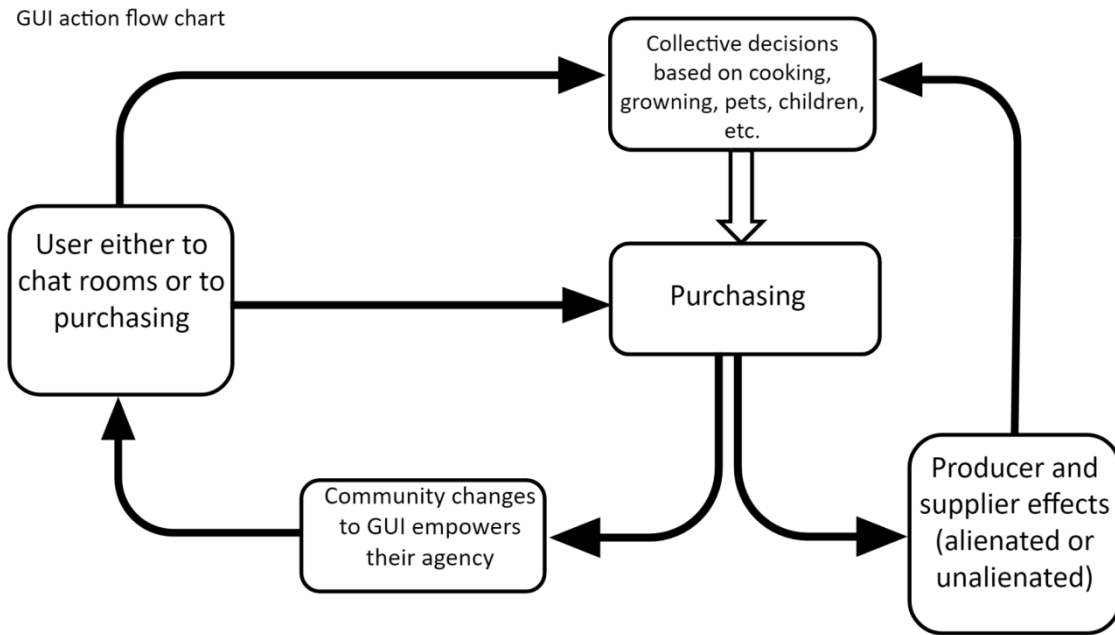 GUI action flow chart
Collective decisions
based on cooking,
growning, pets, children,
etc.
User either to
chat rooms or to
purchasing
Purchasing
Community changes
to GUI empowers
their agency
Producer and
supplier effects
(alienated or
unalienated)